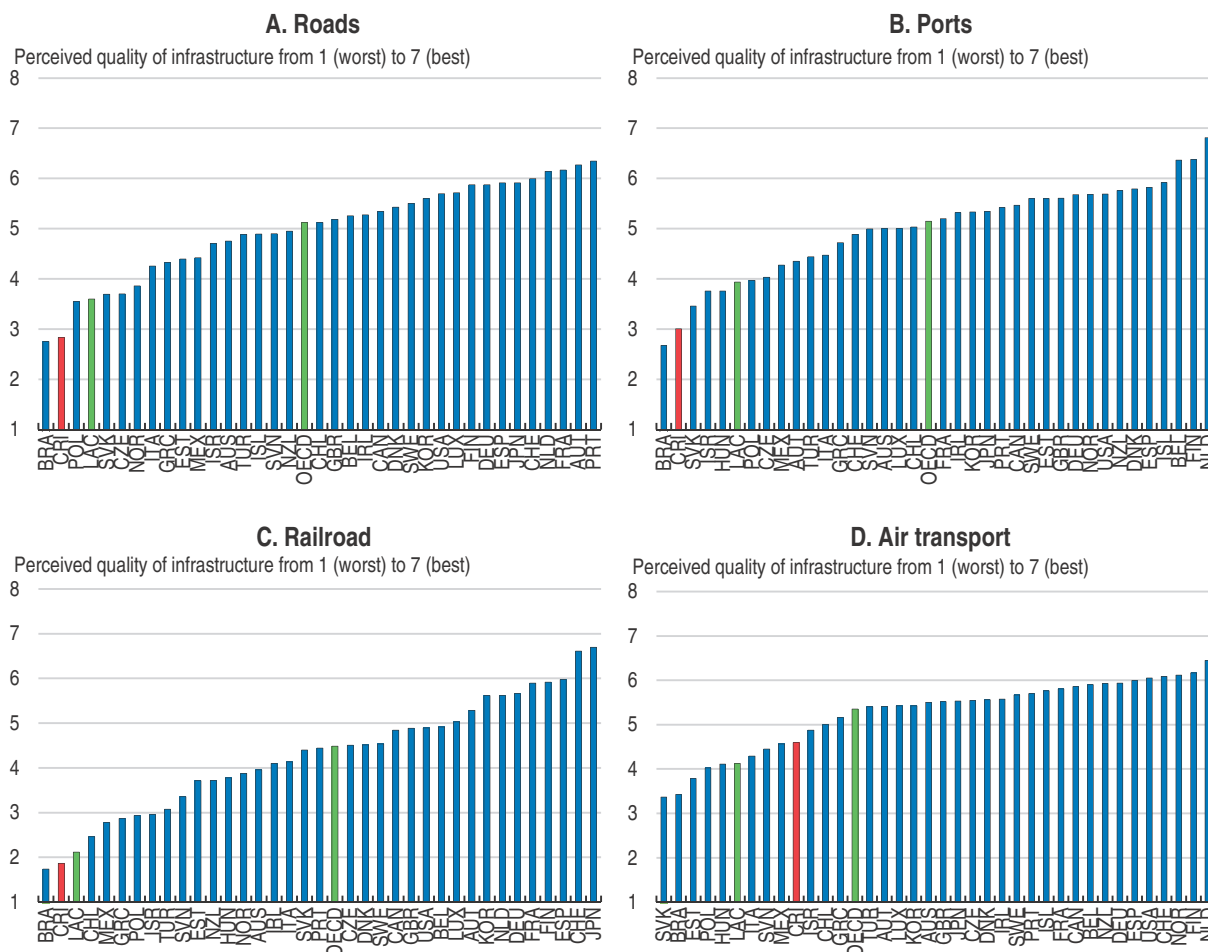 A. Roads
Perceived quality of infrastructure from 1 (worst) to 7 (best)
8
7
6
5
4
3
2
1
BRA CRI POL LAC SVK CZE NOR ITA GRC EST MEX ISR AUS TUR ISL SVN NZL OECD CHL GBR BEL IRL CAN DNK SWE KOR USA LUX FIN DEU ESP JPN CHE NLD FRA AUT PRT
B. Ports
Perceived quality of infrastructure from 1 (worst) to 7 (best)
8
7
6
5
4
3
2
1
BRA CRI SVK ISR HUN LAC POL CZE MEX AUT TUR ITA GRC CHE SVN AUS LUX CHL OECD FRA IRL KOR JPN PRT CAN SWE EST GBR DEU NOR USA NZL DNK ESP ISL BEL FIN NLD
C. Railroad
Perceived quality of infrastructure from 1 (worst) to 7 (best)
8
7
6
5
4
3
2
1
BRA CRI LAC CHL MEX GRC POL ISR TUR SVN EST NZL HUN NOR AUS IRL ITA SVK PRT OECD CZE DNK SWE CAN GBR USA BEL LUX AUT KOR NLD DEU FRA FIN ESP CHE JPN
D. Air transport
Perceived quality of infrastructure from 1 (worst) to 7 (best)
8
7
6
5
4
3
2
1
SVK BRA EST POL HUN LAC ITA SVN MEX CRI ISR CHL GRC OECD TUR AUT LUX KOR AUS GBR JPN CZE DNK IRL SWE PRT ISL FRA CAN BEL NZL DEU ESP USA CHE NOR FIN NLD